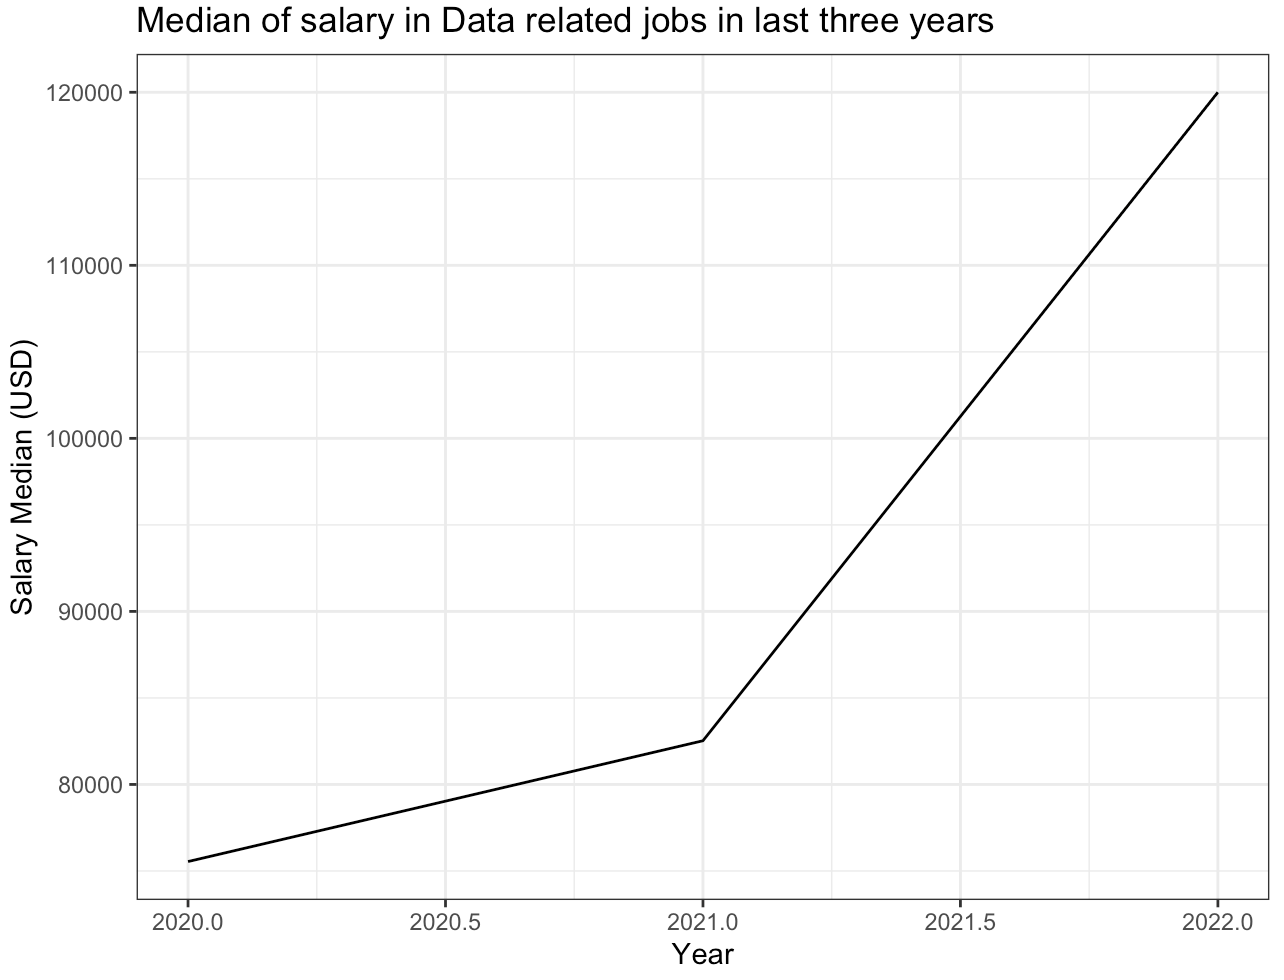 Median of salary in Data related jobs in last three years
120000
110000
100000
90000
80000
Salary Median (USD)
2020.0 2020.5 2021.0 2021.5 2022.0
Year